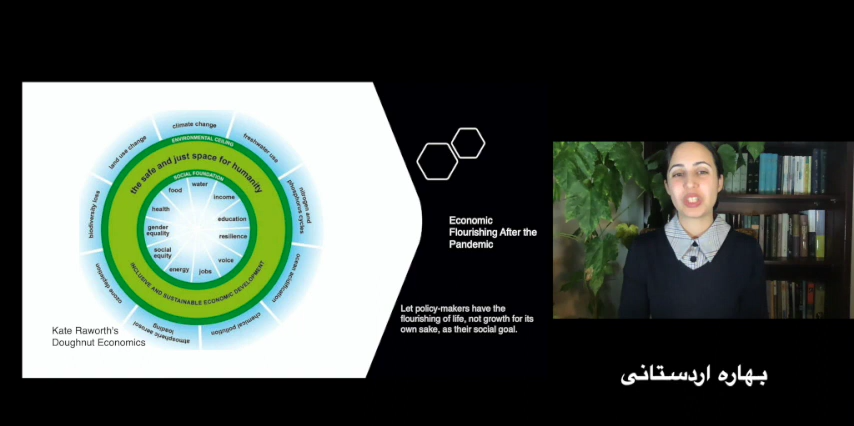 climate change
freshwater use
nitrogen and
phosphorus cycles
ocean acidification
chemical pollution
atmospheric aerosol
loading
ozone depletion
biodiversity loss
land use change
ENVIRONMENTAL CEILING
the safe and just space for humanity
SOCIAL FOUNDATION
water
income
education
resilience
voice
jobs
energy
social
equity
gender
equality
health
food
INCLUSIVE AND SUSTAINABLE ECONOMIC DEVELOPMENT
Kate Raworth's
Doughnut Economics
Economic
Flourishing After the
Pandemic
Let policy-makers have the
flourishing of life, not growth for its
own sake, as their social goal.
بهاره اردستانی